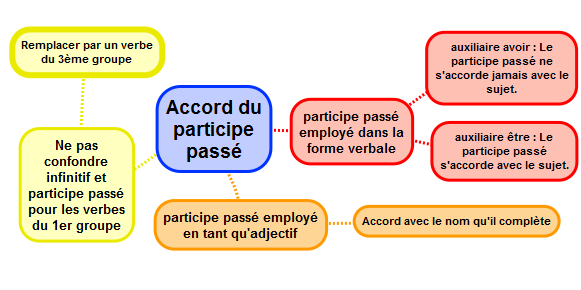 Remplacer par un verbe
du 3ème groupe
Ne pas
confondre
infinitif et
participe passé
pour les verbes
du 1er groupe
Accord du
participe
passé
participe passé
employé dans la
forme verbale
auxiliaire avoir : Le
participe passé ne
s'accorde jamais avec le
sujet.
auxiliaire être : Le
participe passé
s'accorde avec le sujet.
participe passé employé
en tant qu'adjectif
Accord avec le nom qu'il complète